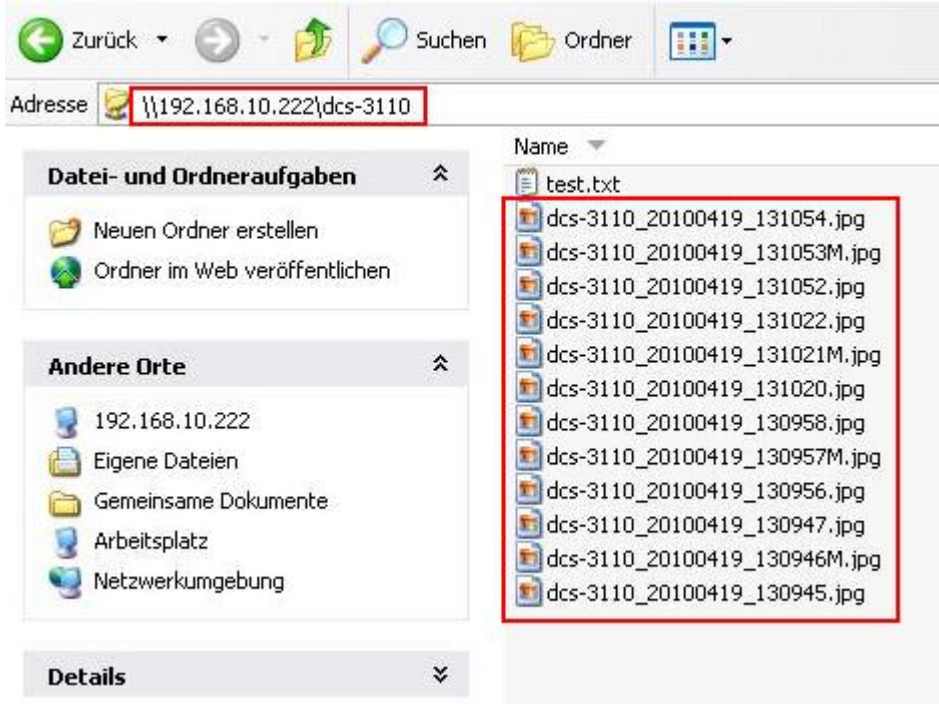 Zurück Suchen Ordner
Adresse \\192.168.10.222\dcs-3110
Datei- und Ordneraufgaben
Neuen Ordner erstellen
Ordner im Web veröffentlichen
Andere Orte
192.168.10.222
Eigene Dateien
Gemeinsame Dokumente
Arbeitsplatz
Netzwerkumgebung
Details
Name
test.txt
dcs-3110_20100419_131054.jpg
dcs-3110_20100419_131053M.jpg
dcs-3110_20100419_131052.jpg
dcs-3110_20100419_131022.jpg
dcs-3110_20100419_131021M.jpg
dcs-3110_20100419_131020.jpg
dcs-3110_20100419_130958.jpg
dcs-3110_20100419_130957M.jpg
dcs-3110_20100419_130956.jpg
dcs-3110_20100419_130947.jpg
dcs-3110_20100419_130946M.jpg
dcs-3110_20100419_130945.jpg